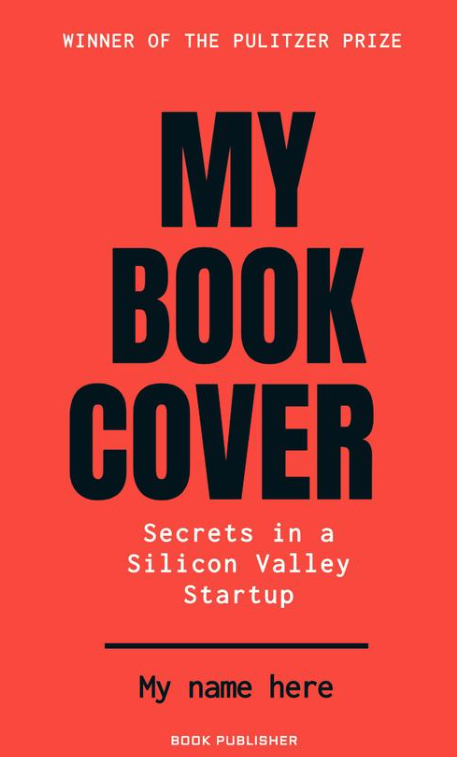 WINNER OF THE PULITZER PRIZE
MY
BOOK
COVER
Secrets in a
Silicon Valley
Startup
My name here
BOOK PUBLISHER